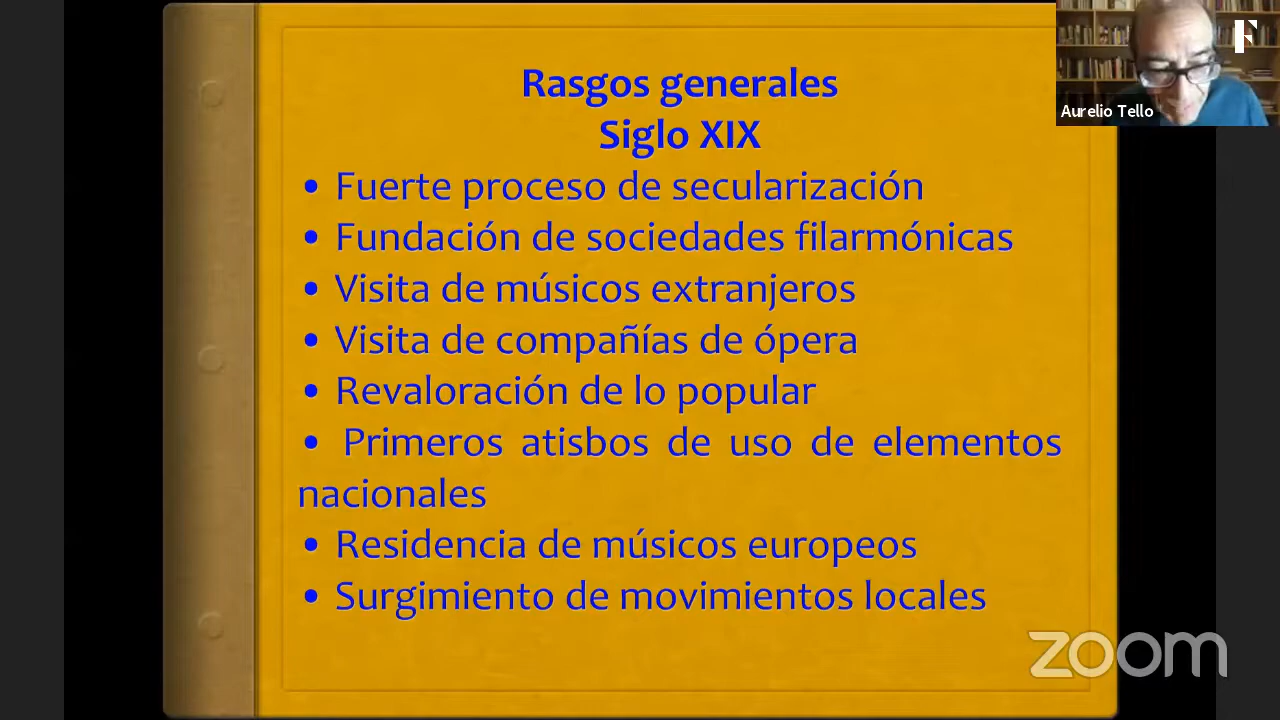 Rasgos generales
Siglo XIX
• Fuerte proceso de secularización
• Fundación de sociedades filarmónicas
• Visita de músicos extranjeros
• Visita de compañías de ópera
• Revaloración de lo popular
• Primeros atisbos de uso de elementos
nacionales
• Residencia de músicos europeos
• Surgimiento de movimientos locales
Aurelio Tello
F
zoom